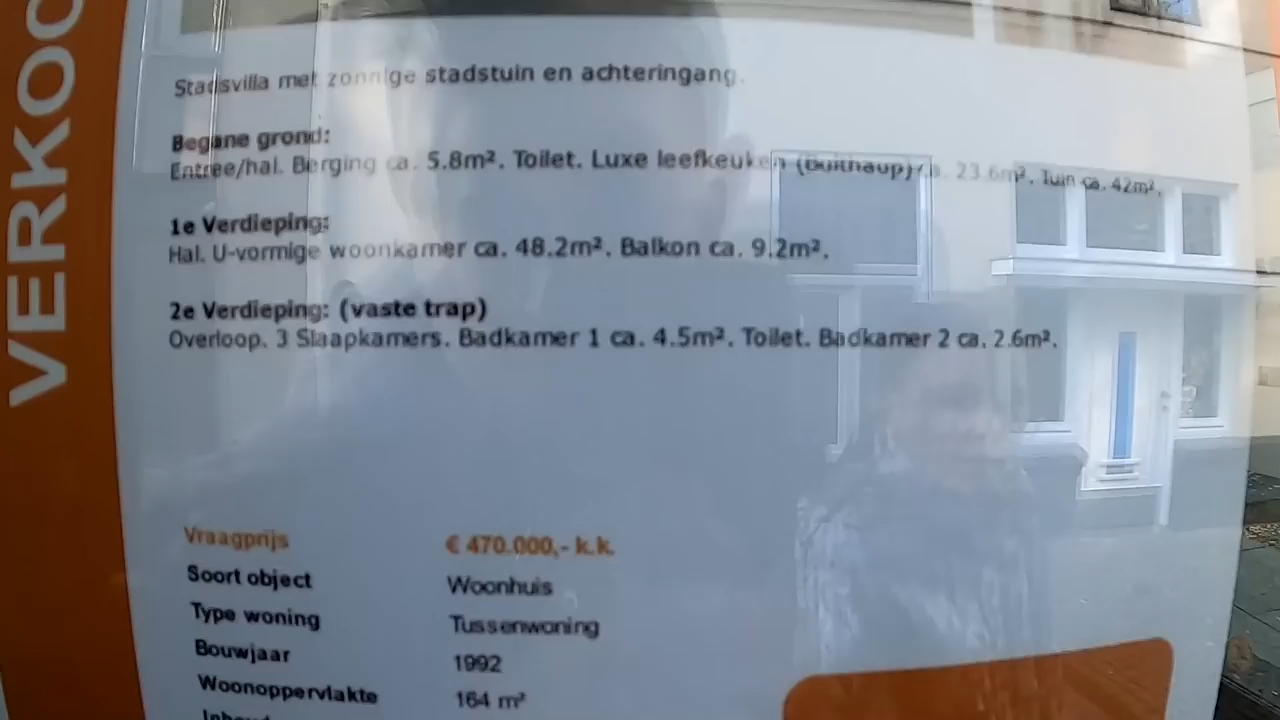 VERKOO
Stadsvilla met zonnige stadstuin en achteringang.
Begane grond:
Entree/hal. Berging ca. 5.8m². Toilet. Luxe leefkeuken (Bulthaup) 23.6m². Tuin ca. 42m².
1e Verdieping:
Hal. U-vormige woonkamer ca. 48.2m². Balkon ca. 9.2m².
2e Verdieping: (vaste trap)
Overloop. 3 Slaapkamers. Badkamer 1 ca. 4.5m². Toilet. Badkamer 2 ca. 2.6m².
Vraagprijs € 470.000,- k.k.
Soort object Woonhuis
Type woning Tussenwoning
Bouwjaar 1992
Woonoppervlakte 164 m²